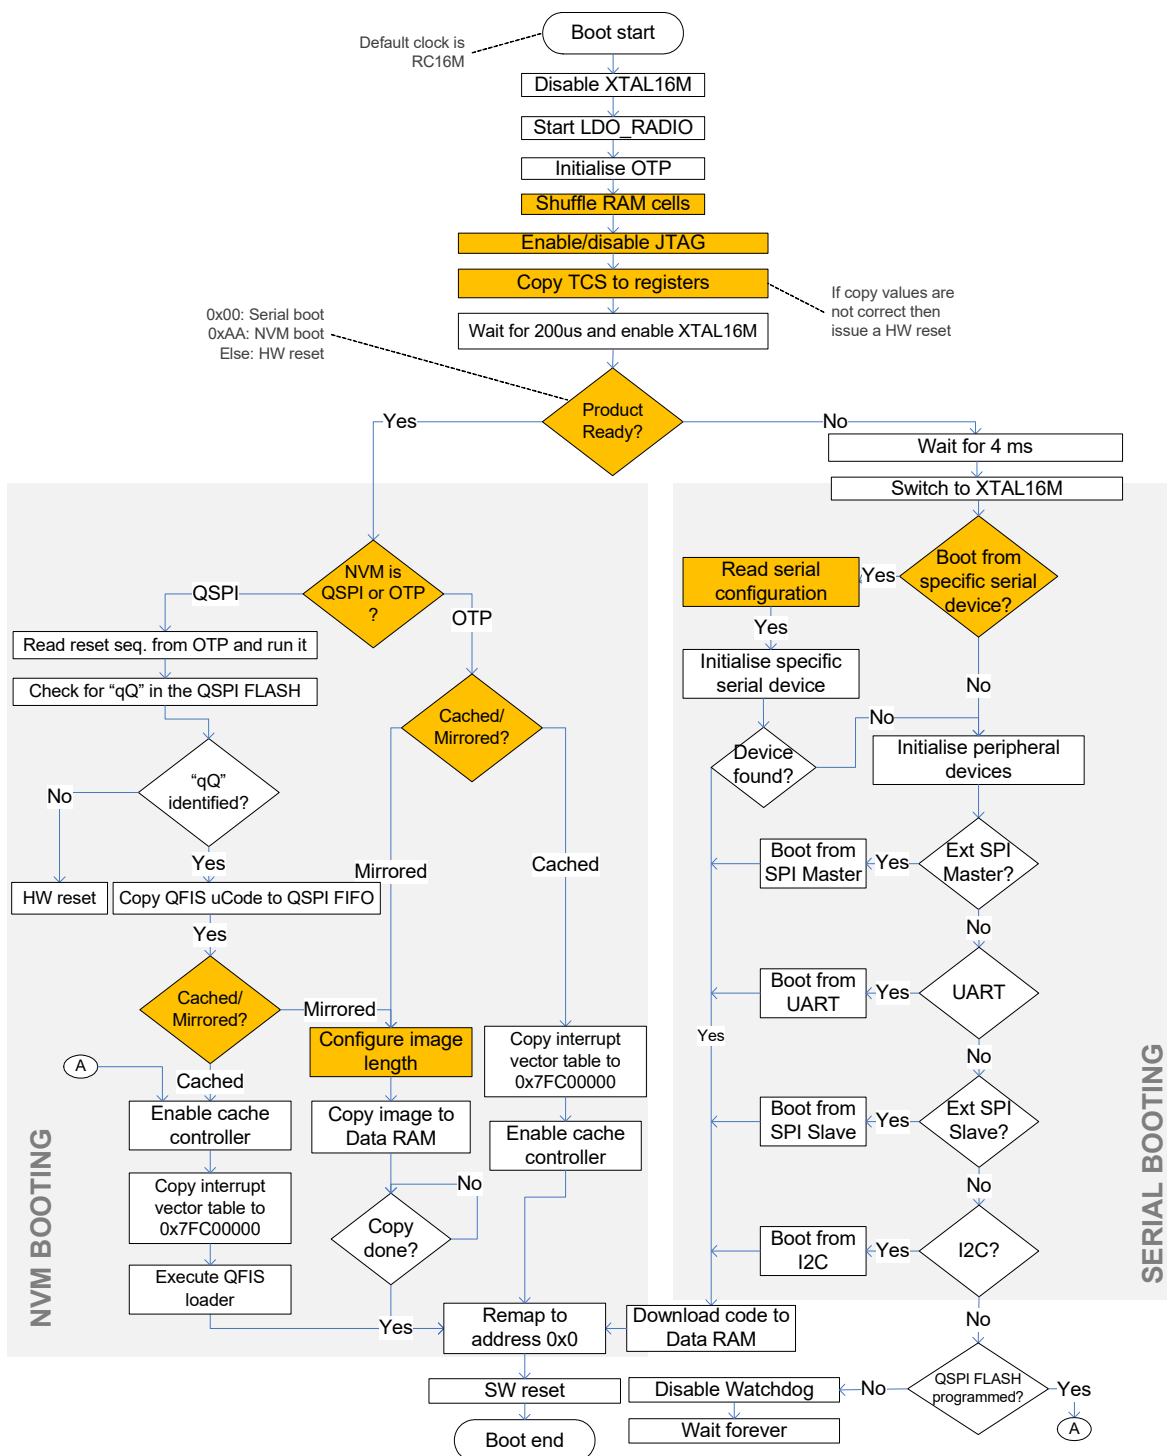 Boot start
Default clock is
RC16M
Disable XTAL16M
Start LDO_RADIO
Initialise OTP
Shuffle RAM cells
Enable/disable JTAG
Copy TCS to registers
If copy values are
not correct then
issue a HW reset
0x00: Serial boot
0xAA: NVM boot
Else: HW reset
Wait for 200us and enable XTAL16M
Product
Ready?
Yes
No
Wait for 4 ms
Switch to XTAL16M
NVM is
QSPI or OTP
?
QSPI
OTP
Read reset seq. from OTP and run it
Check for “qQ” in the QSPI FLASH
“qQ”
identified?
No
Yes
HW reset
Copy QFIS uCode to QSPI FIFO
Yes
Cached/
Mirrored?
Mirrored
Cached
A
Enable cache
controller
Copy interrupt
vector table to
0x7FC00000
Execute QFIS
loader
Cached/
Mirrored?
Mirrored
Cached
Configure image
length
Copy image to
Data RAM
No
Copy
done?
Yes
Copy interrupt
vector table to
0x7FC00000
Enable cache
controller
Remap to
address 0x0
SW reset
Boot end
NVM BOOTING
Boot from
specific serial
device?
Yes
Read serial
configuration
Yes
Initialise specific
serial device
No
No
Device
found?
Initialise peripheral
devices
Ext SPI
Master?
Yes
Boot from
SPI Master
No
UART
Yes
Boot from
UART
Yes
No
Ext SPI
Slave?
Yes
Boot from
SPI Slave
No
I2C?
Yes
Boot from
I2C
No
Download code to
Data RAM
QSPI FLASH
programmed?
No
Yes
Disable Watchdog
Wait forever
A
SERIAL BOOTING